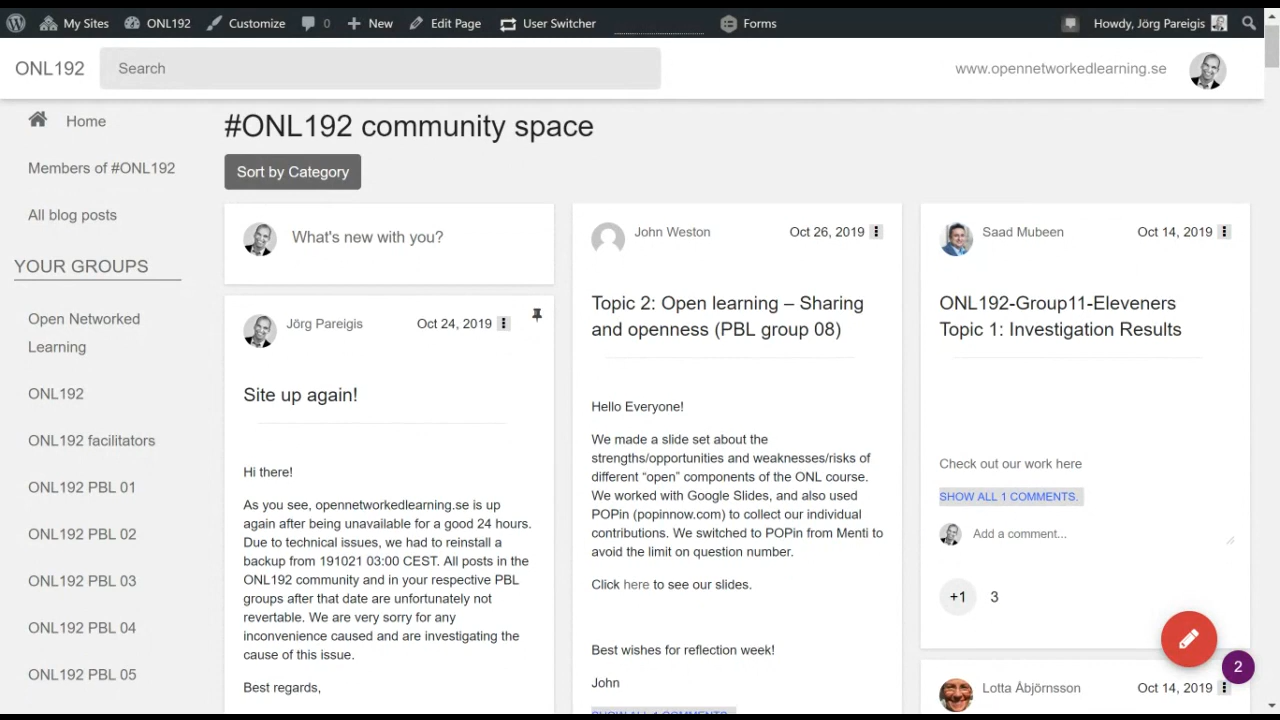 My Sites
ONL192
Customize
0
New
Edit Page
User Switcher
Forms
Howdy, Jörg Pareigis
ONL192
Search
www.opennetworkedlearning.se
Home
Members of #ONL192
All blog posts
YOUR GROUPS
Open Networked
Learning
ONL192
ONL192 facilitators
ONL192 PBL 01
ONL192 PBL 02
ONL192 PBL 03
ONL192 PBL 04
ONL192 PBL 05
#ONL192 community space
Sort by Category
What's new with you?
Jörg Pareigis
Oct 24, 2019
Site up again!
Hi there!
As you see, opennetworkedlearning.se is up
again after being unavailable for a good 24 hours.
Due to technical issues, we had to reinstall a
backup from 191021 03:00 CEST. All posts in the
ONL192 community and in your respective PBL
groups after that date are unfortunately not
revertable. We are very sorry for any
inconvenience caused and are investigating the
cause of this issue.
Best regards,
John Weston
Oct 26, 2019
Topic 2: Open learning – Sharing
and openness (PBL group 08)
Hello Everyone!
We made a slide set about the
strengths/opportunities and weaknesses/risks of
different “open” components of the ONL course.
We worked with Google Slides, and also used
POPin (popinnow.com) to collect our individual
contributions. We switched to POPin from Menti to
avoid the limit on question number.
Click here to see our slides.
Best wishes for reflection week!
John
SHOW ALL 1 COMMENTS.
Saad Mubeen
Oct 14, 2019
ONL192-Group11-Eleveners
Topic 1: Investigation Results
Check out our work here
SHOW ALL 1 COMMENTS.
Add a comment...
+1
3
2
Lotta Åbjörnsson
Oct 14, 2019